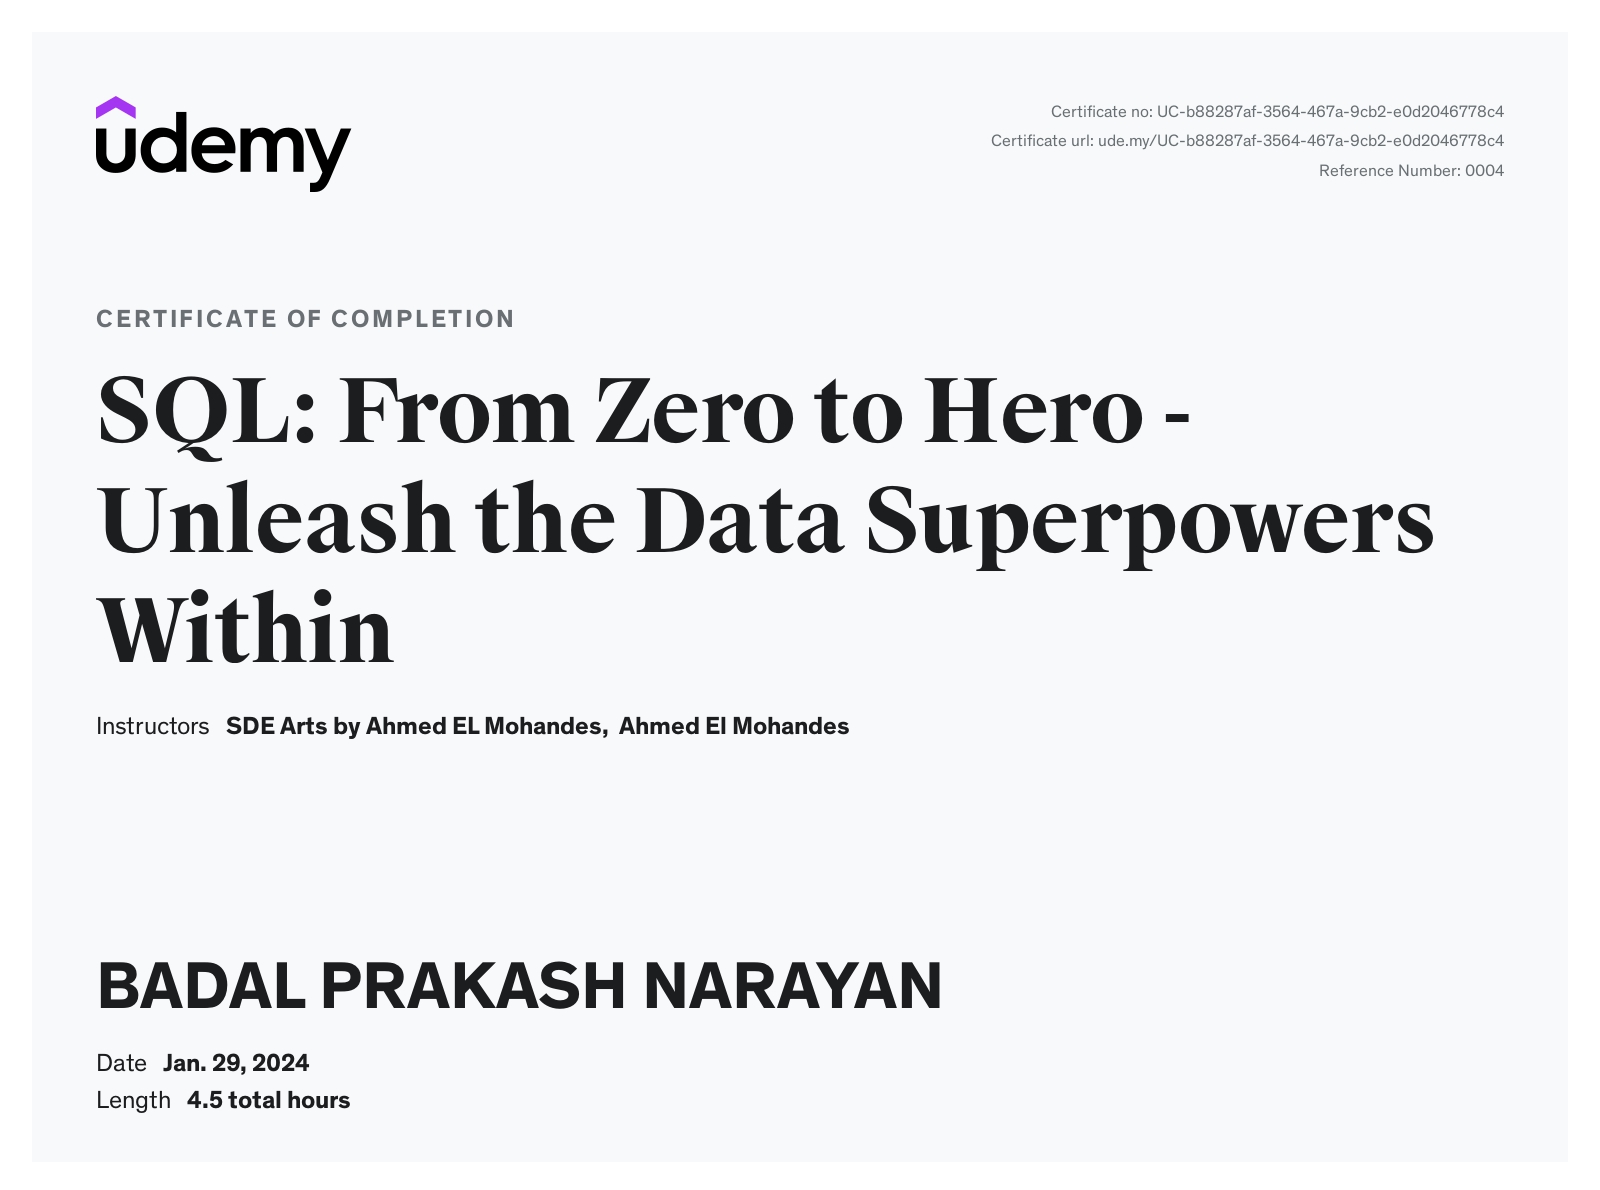 udemy
Certificate no: UC-b88287af-3564-467a-9cb2-e0d2046778c4
Certificate url: ude.my/UC-b88287af-3564-467a-9cb2-e0d2046778c4
Reference Number: 0004
CERTIFICATE OF COMPLETION
SQL: From Zero to Hero -
Unleash the Data Superpowers
Within
Instructors SDE Arts by Ahmed EL Mohandes, Ahmed El Mohandes
BADAL PRAKASH NARAYAN
Date Jan. 29, 2024
Length 4.5 total hours